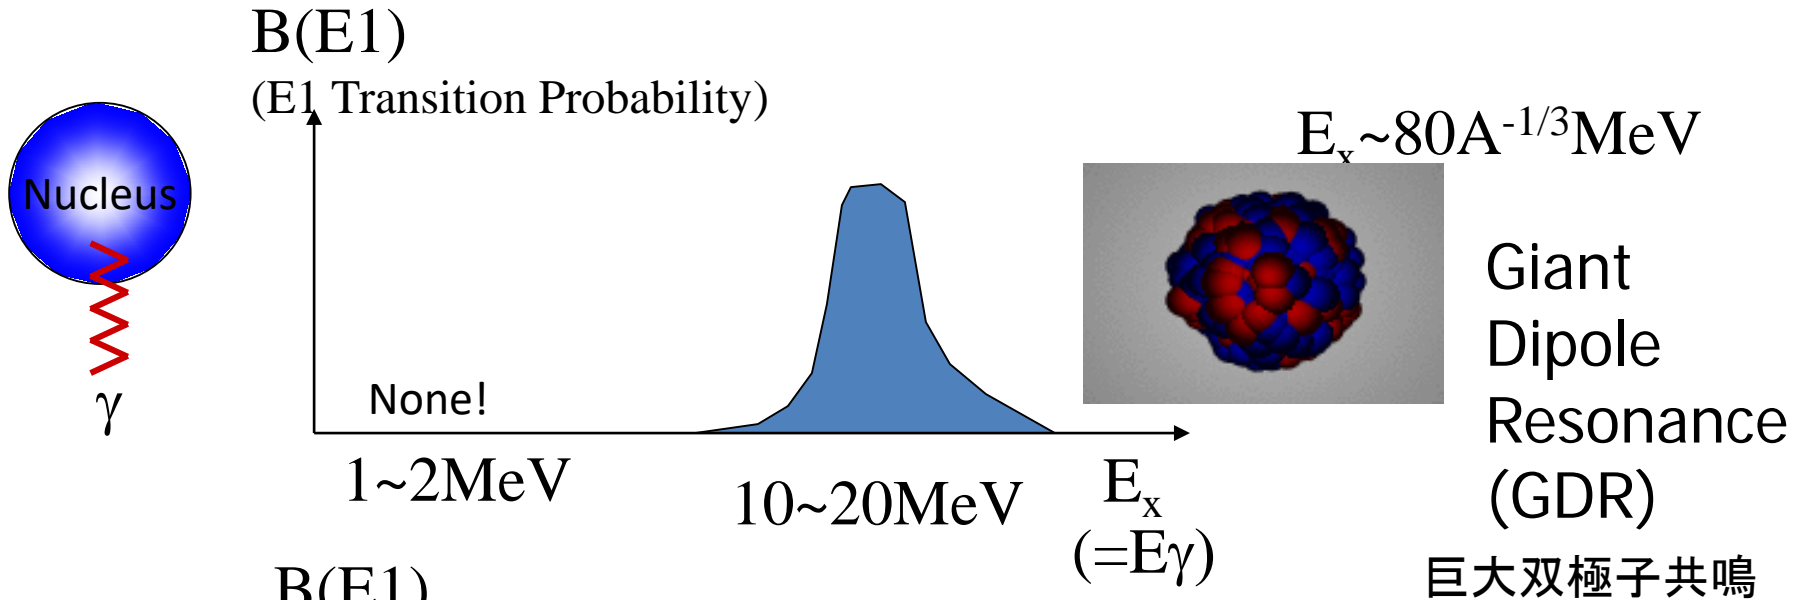 B(E1)
(E1 Transition Probability)
Eₓ~80A⁻¹/³MeV
Nucleus
γ
None!
1~2MeV
10~20MeV
Eₓ
(=Eγ)
Giant
Dipole
Resonance
(GDR)
巨大双極子共鳴
B(E1)